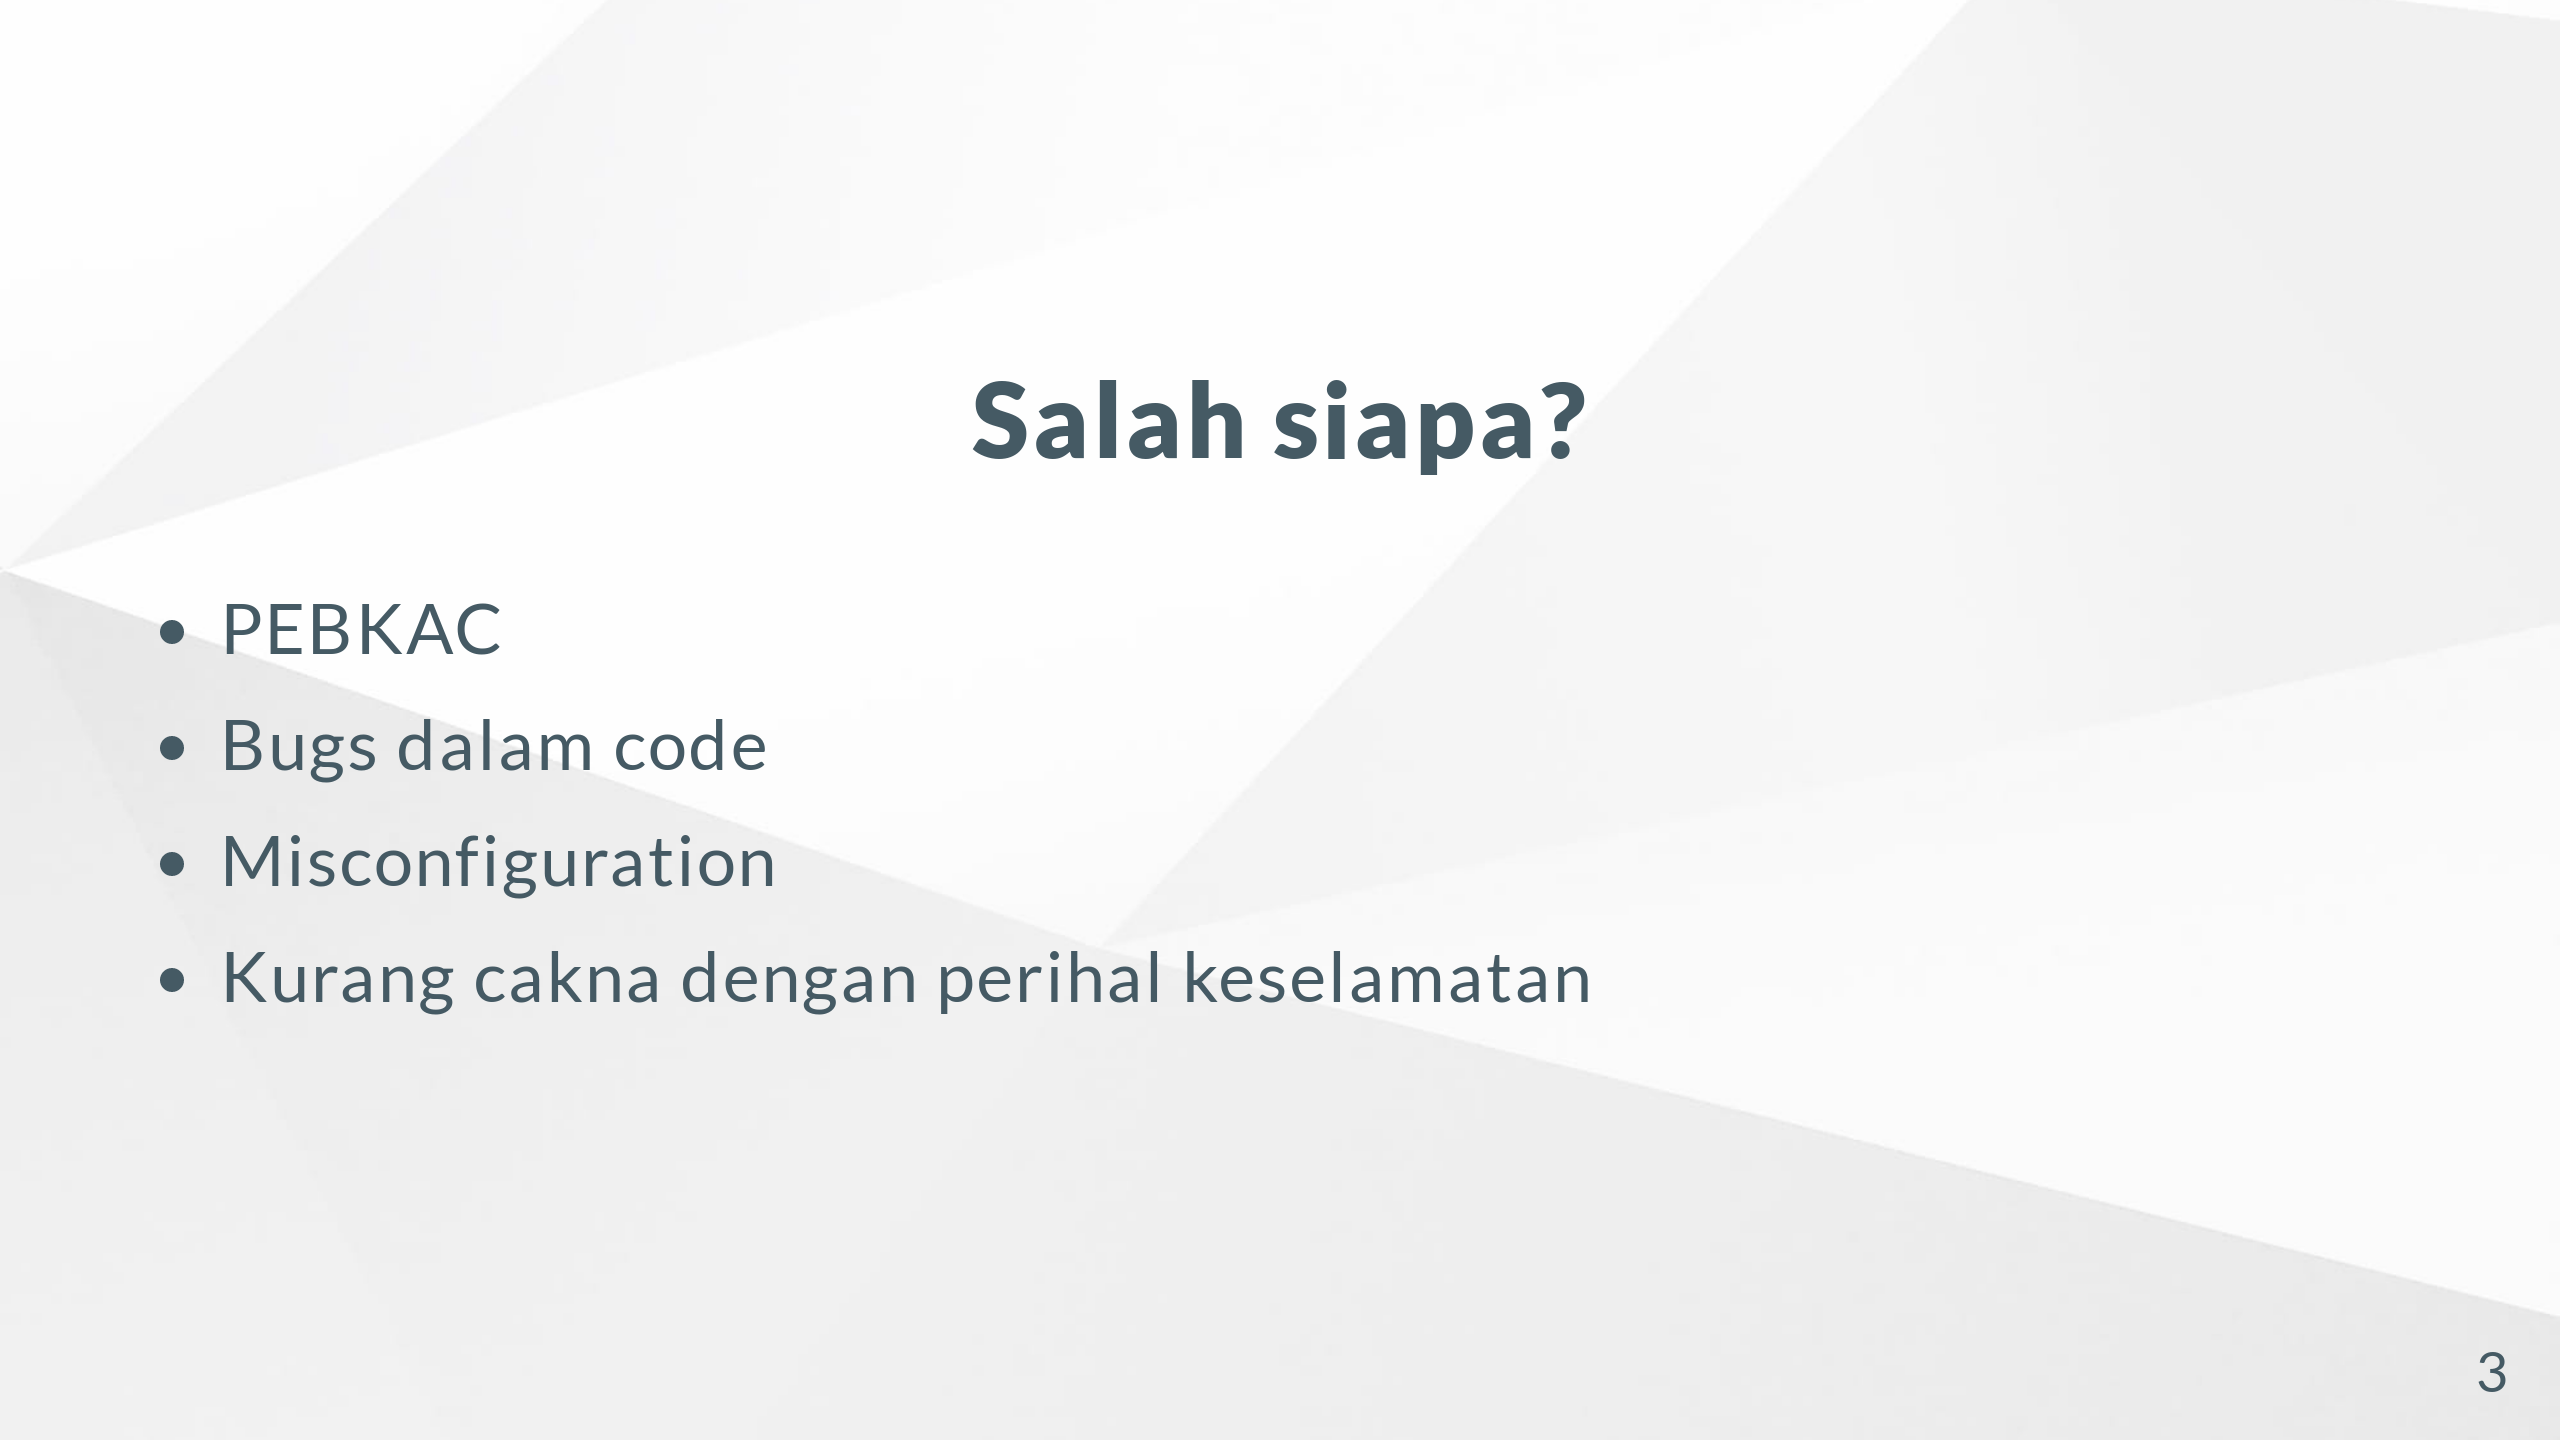 Salah siapa?
• PEBKAC
• Bugs dalam code
• Misconfiguration
• Kurang cakna dengan perihal keselamatan
3